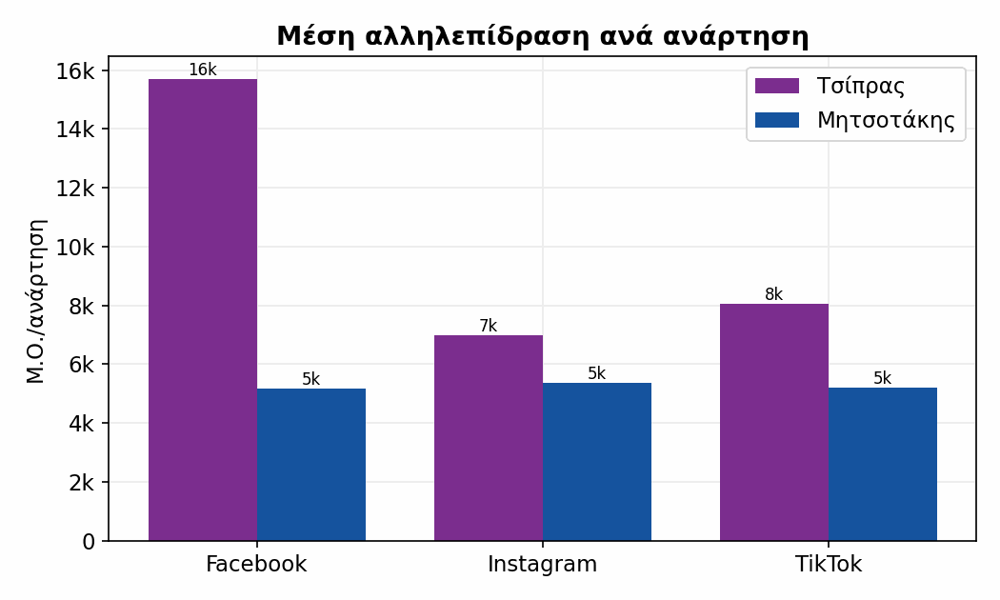 Μέση αλληλεπίδραση ανά ανάρτηση
Μ.Ο./ανάρτηση
16k
14k
12k
10k
8k
6k
4k
2k
0
16k
5k
7k
5k
8k
5k
Τσίπρας
Μητσοτάκης
Facebook
Instagram
TikTok